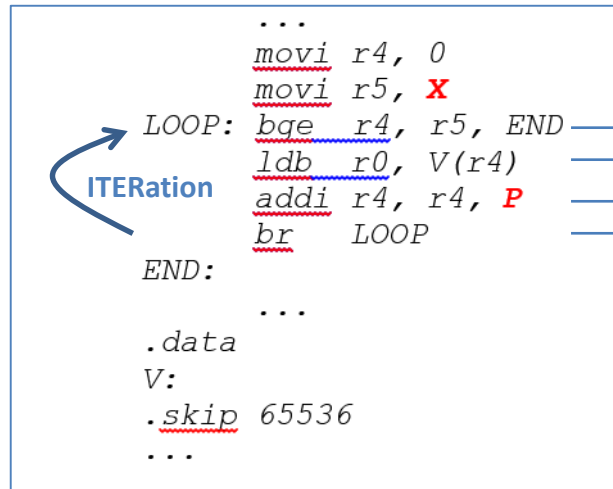 ...
movi r4, 0
movi r5, X
LOOP: bge r4, r5, END
ldb r0, V(r4)
ITERation
addi r4, r4, P
br LOOP
END:
...
.data
V:
.skip 65536
...